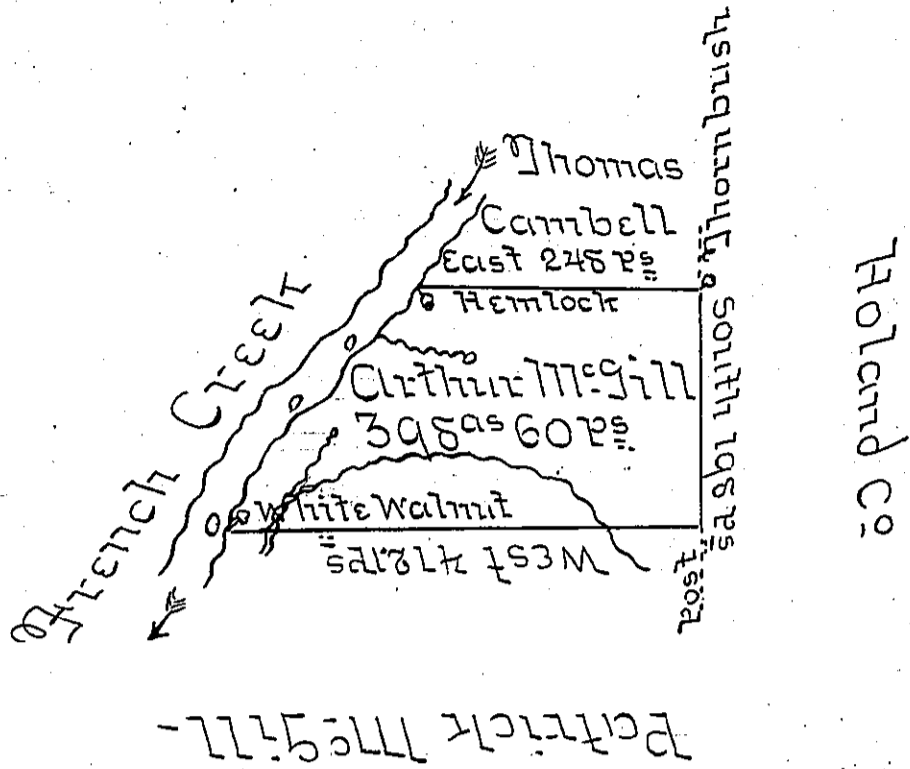 Thomas
Cambell
East 248 Ps
Hemlock
Arthur McGill
398as 60 Ps
White Walnut
West 412 Ps
Post
South 198 Ps
Thornbush
Holand Co.
French Creek
Patrick McGill